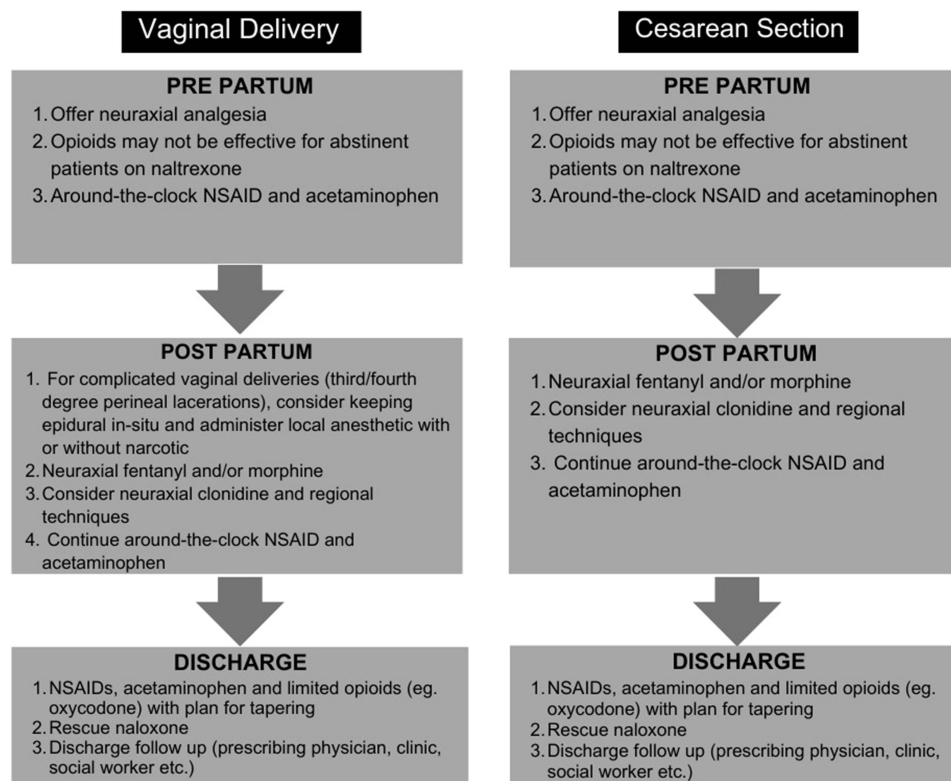 Vaginal Delivery
PRE PARTUM
1. Offer neuraxial analgesia
2. Opioids may not be effective for abstinent
patients on naltrexone
3. Around-the-clock NSAID and acetaminophen
POST PARTUM
1. For complicated vaginal deliveries (third/fourth
degree perineal lacerations), consider keeping
epidural in-situ and administer local anesthetic with
or without narcotic
2. Neuraxial fentanyl and/or morphine
3. Consider neuraxial clonidine and regional
techniques
4. Continue around-the-clock NSAID and
acetaminophen
DISCHARGE
1. NSAIDs, acetaminophen and limited opioids (eg.
oxycodone) with plan for tapering
2. Rescue naloxone
3. Discharge follow up (prescribing physician, clinic,
social worker etc.)
Cesarean Section
PRE PARTUM
1. Offer neuraxial analgesia
2. Opioids may not be effective for abstinent
patients on naltrexone
3. Around-the-clock NSAID and acetaminophen
POST PARTUM
1. Neuraxial fentanyl and/or morphine
2. Consider neuraxial clonidine and regional
techniques
3. Continue around-the-clock NSAID and
acetaminophen
DISCHARGE
1. NSAIDs, acetaminophen and limited opioids (eg.
oxycodone) with plan for tapering
2. Rescue naloxone
3. Discharge follow up (prescribing physician, clinic,
social worker etc.)